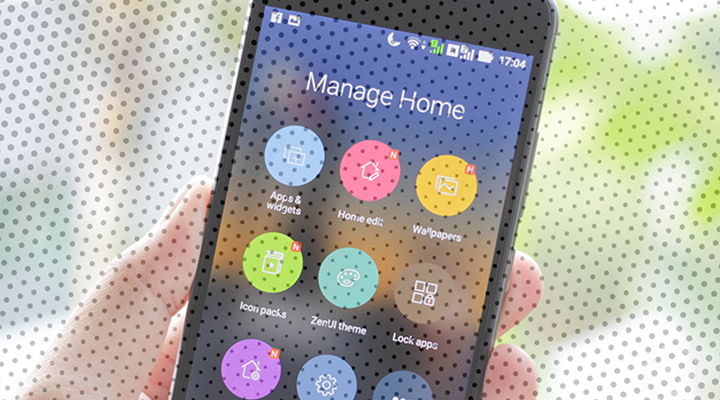 17:04
Manage Home
N
N
Apps &
widgets
Home edit
Wallpapers
N
Icon packs
ZenUI theme
Lock apps
N